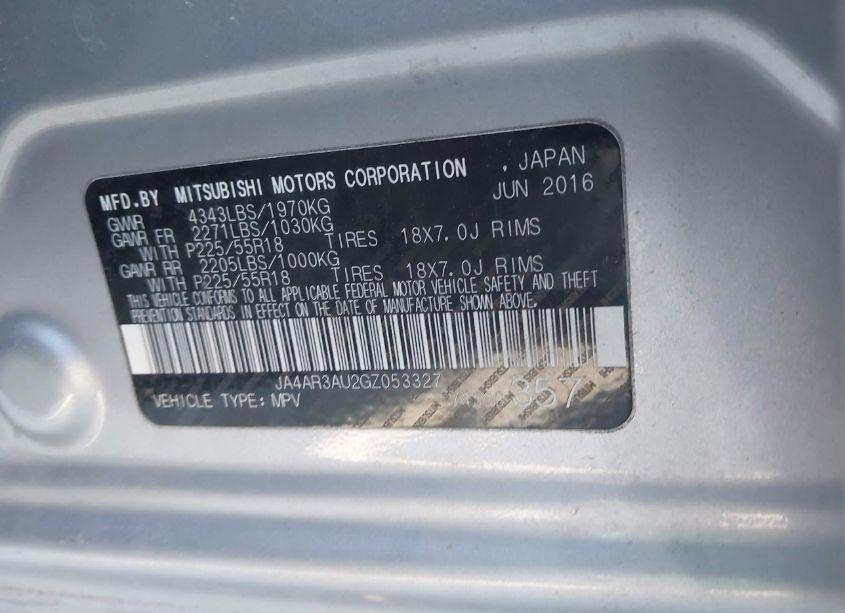 MFD.BY MITSUBISHI MOTORS CORPORATION , JAPAN
JUN 2016
GVWR 4343LBS/1970KG
GAWR FR 2271LBS/1030KG
WITH P225/55R18 TIRES 18X7.0J RIMS
GAWR RR 2205LBS/1000KG
WITH P225/55R18 TIRES 18X7.0J RIMS
THIS VEHICLE CONFORMS TO ALL APPLICABLE FEDERAL MOTOR VEHICLE SAFETY AND THEFT
PREVENTION STANDARDS IN EFFECT ON THE DATE OF MANUFACTURE SHOWN ABOVE.
JA4AR3AU2GZ053327
VEHICLE TYPE: MPV
357